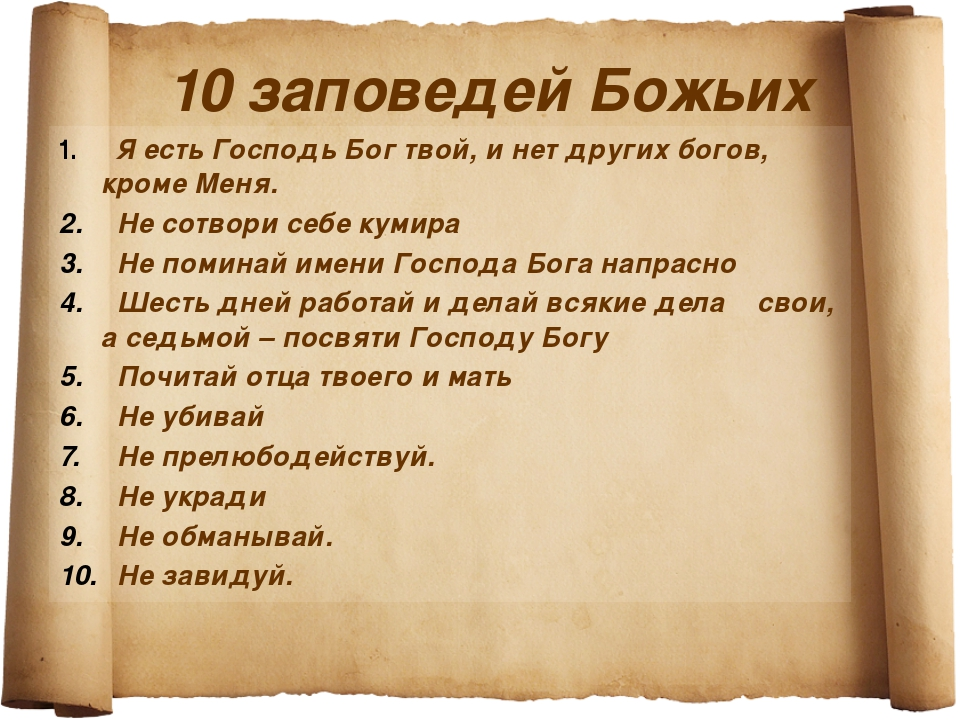 10 заповедей Божьих
1. Я есть Господь Бог твой, и нет других богов,
кроме Меня.
2. Не сотвори себе кумира
3. Не поминай имени Господа Бога напрасно
4. Шесть дней работай и делай всякие дела свои,
а седьмой – посвяти Господу Богу
5. Почитай отца твоего и мать
6. Не убивай
7. Не прелюбодействуй.
8. Не укради
9. Не обманывай.
10. Не завидуй.